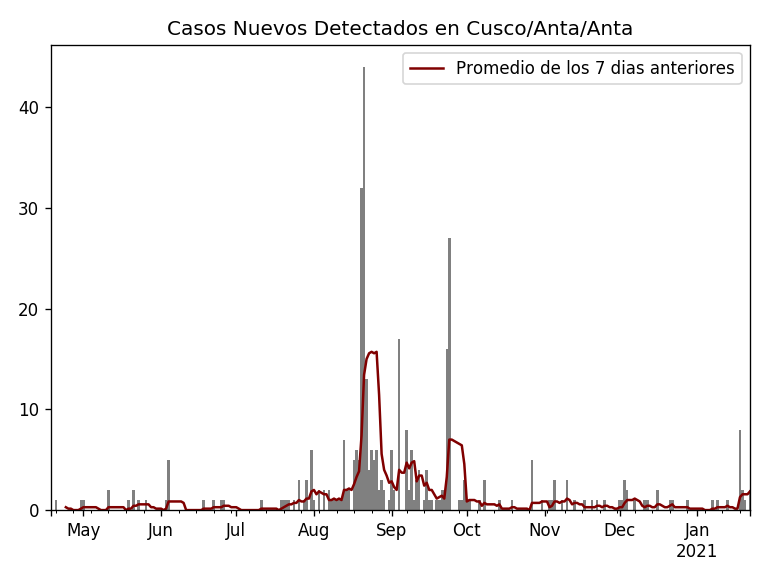 Casos Nuevos Detectados en Cusco/Anta/Anta
Promedio de los 7 dias anteriores
40
30
20
10
0
May Jun Jul Aug Sep Oct Nov Dec Jan
2021